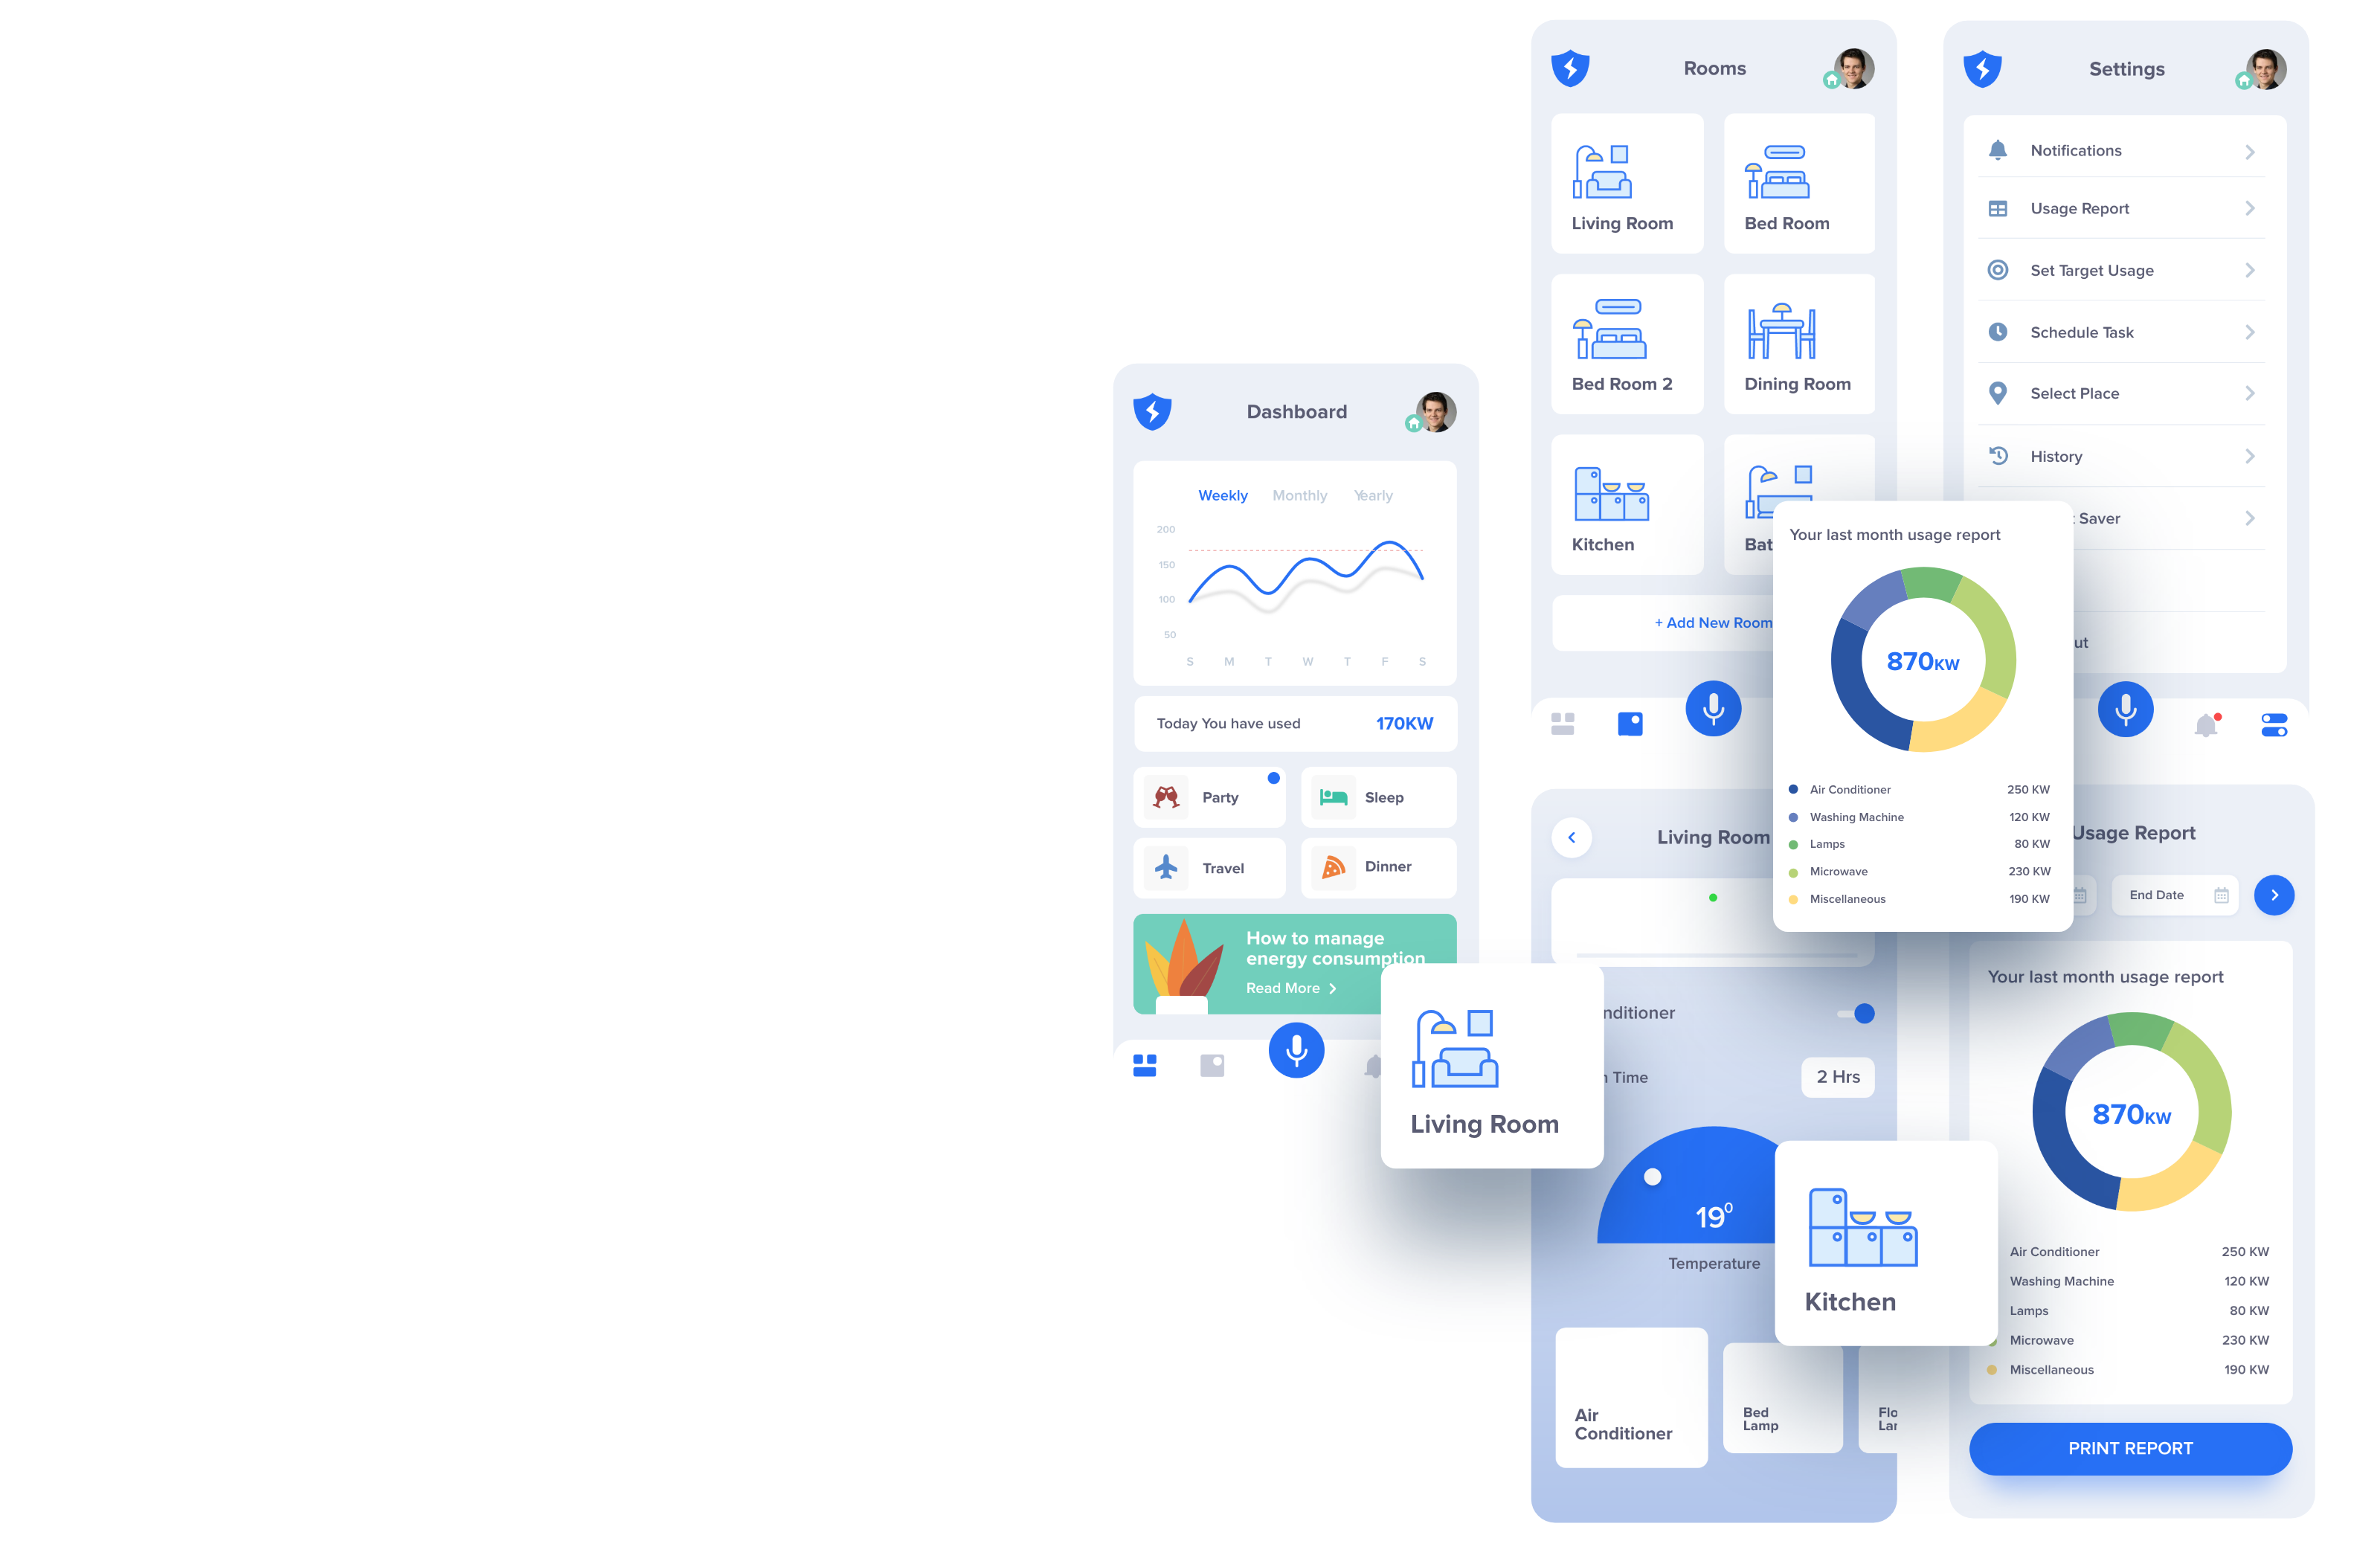 Dashboard
Weekly Monthly Yearly
200
150
100
50
S M T W T F S
Today You have used 170KW
Party
Sleep
Travel
Dinner
How to manage
energy consumption
Read More
Rooms
Living Room
Bed Room
Bed Room 2
Dining Room
Kitchen
Bat
+ Add New Room
Settings
Notifications
Usage Report
Set Target Usage
Schedule Task
Select Place
History
Saver
ut
Your last month usage report
870KW
Air Conditioner 250 KW
Washing Machine 120 KW
Lamps 80 KW
Microwave 230 KW
Miscellaneous 190 KW
Living Room
nditioner
Time
2 Hrs
19⁰
Temperature
Air
Conditioner
Bed
Lamp
Flo
Lar
Living Room
Kitchen
Usage Report
End Date
Your last month usage report
870KW
Air Conditioner 250 KW
Washing Machine 120 KW
Lamps 80 KW
Microwave 230 KW
Miscellaneous 190 KW
PRINT REPORT